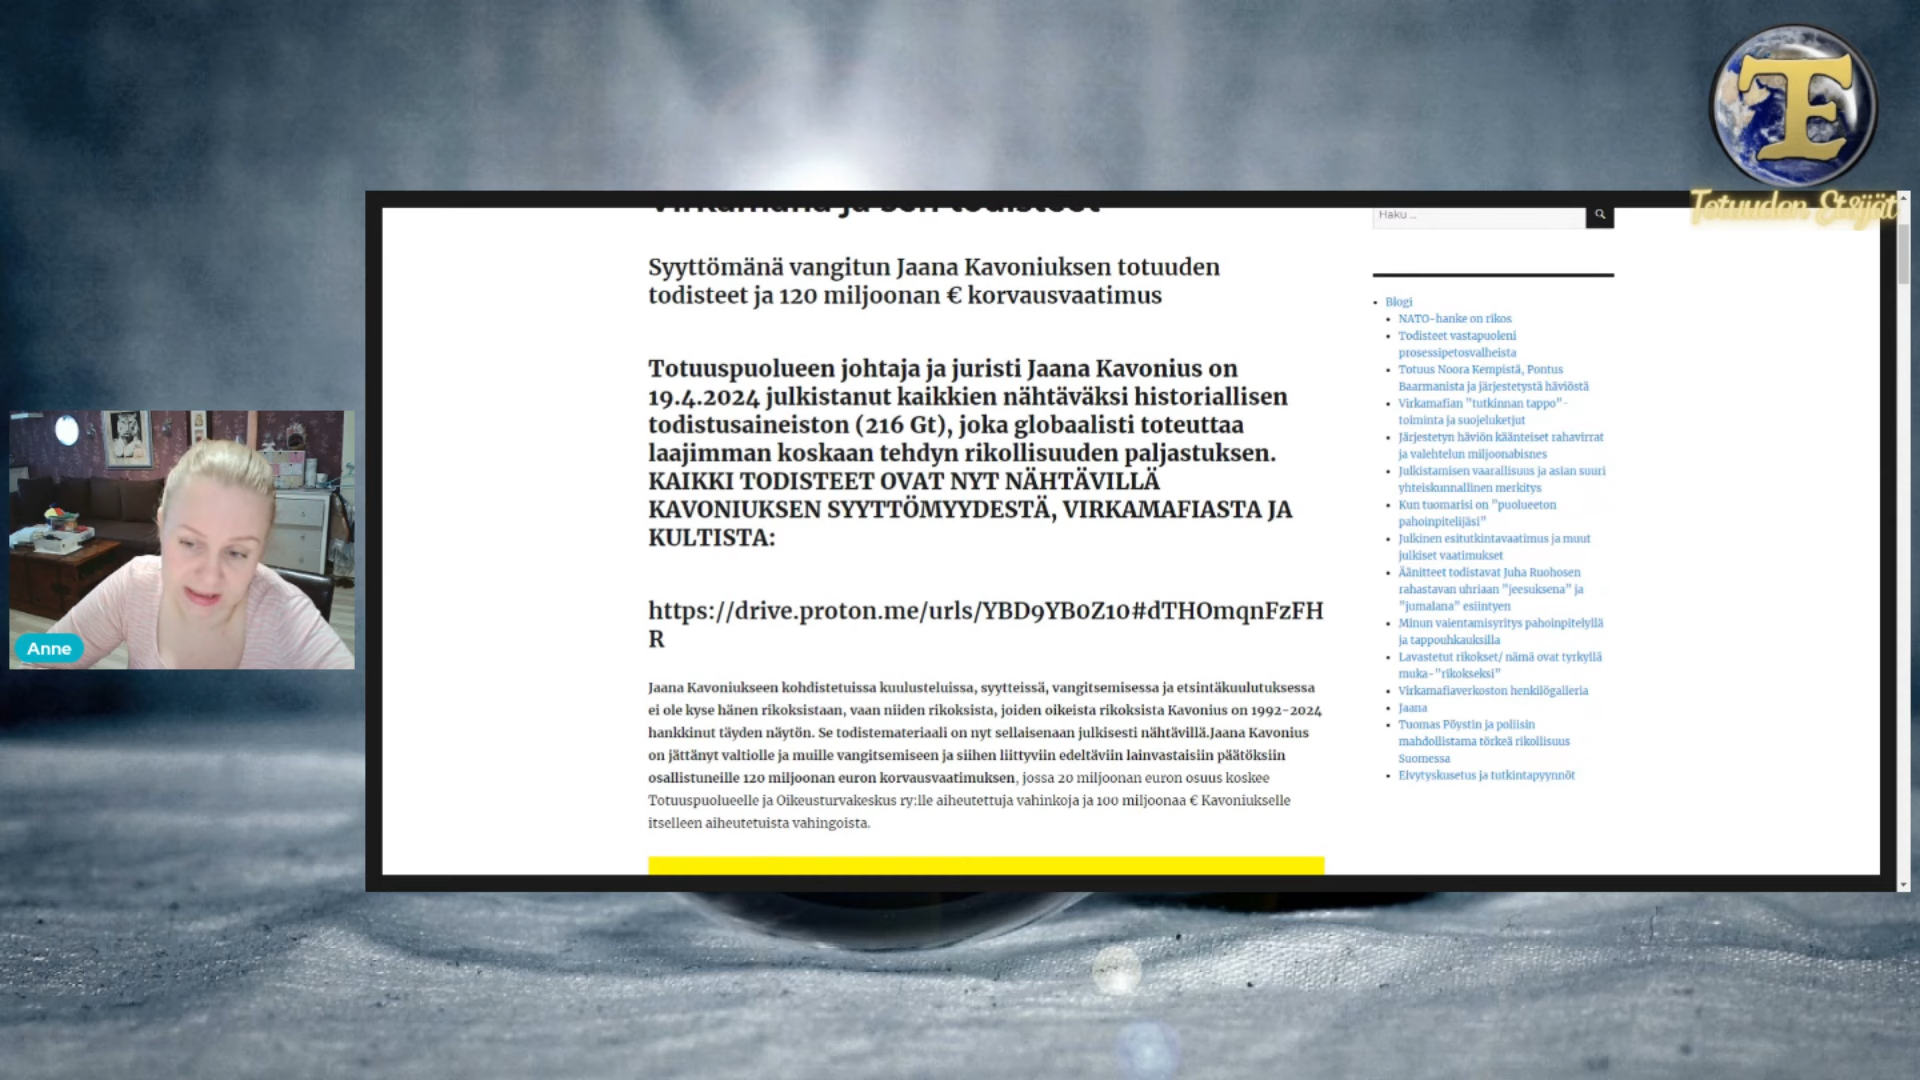 Totuuden Etsijät
Virkamafia ja sen todisteet
Haku …
Syyttömänä vangitun Jaana Kavoniuksen totuuden
todisteet ja 120 miljoonan € korvausvaatimus
Totuuspuolueen johtaja ja juristi Jaana Kavonius on
19.4.2024 julkistanut kaikkien nähtäväksi historiallisen
todistusaineiston (216 Gt), joka globaalisti toteuttaa
laajimman koskaan tehdyn rikollisuuden paljastuksen.
KAIKKI TODISTEET OVAT NYT NÄHTÄVILLÄ
KAVONIUKSEN SYYTTÖMYYDESTÄ, VIRKAMAFIASTA JA
KULTISTA:
https://drive.proton.me/urls/YBD9YB0Z10#dTHOmqnFzFH
R
Jaana Kavoniukseen kohdistetuissa kuulusteluissa, syytteissä, vangitsemisessa ja etsintäkuulutuksessa
ei ole kyse hänen rikoksistaan, vaan niiden rikoksista, joiden oikeista rikoksista Kavonius on 1992-2024
hankkinut täyden näytön. Se todistemateriaali on nyt sellaisenaan julkisesti nähtävillä.Jaana Kavonius
on jättänyt valtiolle ja muille vangitsemiseen ja siihen liittyviin edeltäviin lainvastaisiin päätöksiin
osallistuneille 120 miljoonan euron korvausvaatimuksen, jossa 20 miljoonan euron osuus koskee
Totuuspuolueelle ja Oikeusturvakeskus ry:lle aiheutettuja vahinkoja ja 100 miljoonaa € Kavoniukselle
itselleen aiheutetuista vahingoista.
Blogi
NATO-hanke on rikos
Todisteet vastapuoleni
prosessipetosvalheista
Totuus Noora Kempistä, Pontus
Baarmanista ja järjestetystä häviöstä
Virkamafian "tutkinnan tappo"-
toiminta ja suojeluketjut
Järjestetyn häviön käänteiset rahavirrat
ja valehtelun miljoonabisnes
Julkistamisen vaarallisuus ja asian suuri
yhteiskunnallinen merkitys
Kun tuomarisi on "puolueeton
pahoinpitelijäsi"
Julkinen esitutkintavaatimus ja muut
julkiset vaatimukset
Äänitteet todistavat Juha Ruohosen
rahastavan uhriaan "jeesuksena" ja
"jumalana" esiintyen
Minun vaientamisyritys pahoinpitelyllä
ja tappouhkauksilla
Lavastetut rikokset/ nämä ovat tyrkyllä
muka-"rikokseksi"
Virkamafiaverkoston henkilögalleria
Jaana
Tuomas Pöystin ja poliisin
mahdollistama törkeä rikollisuus
Suomessa
Elvytyskusetus ja tutkintapyynnöt
Anne